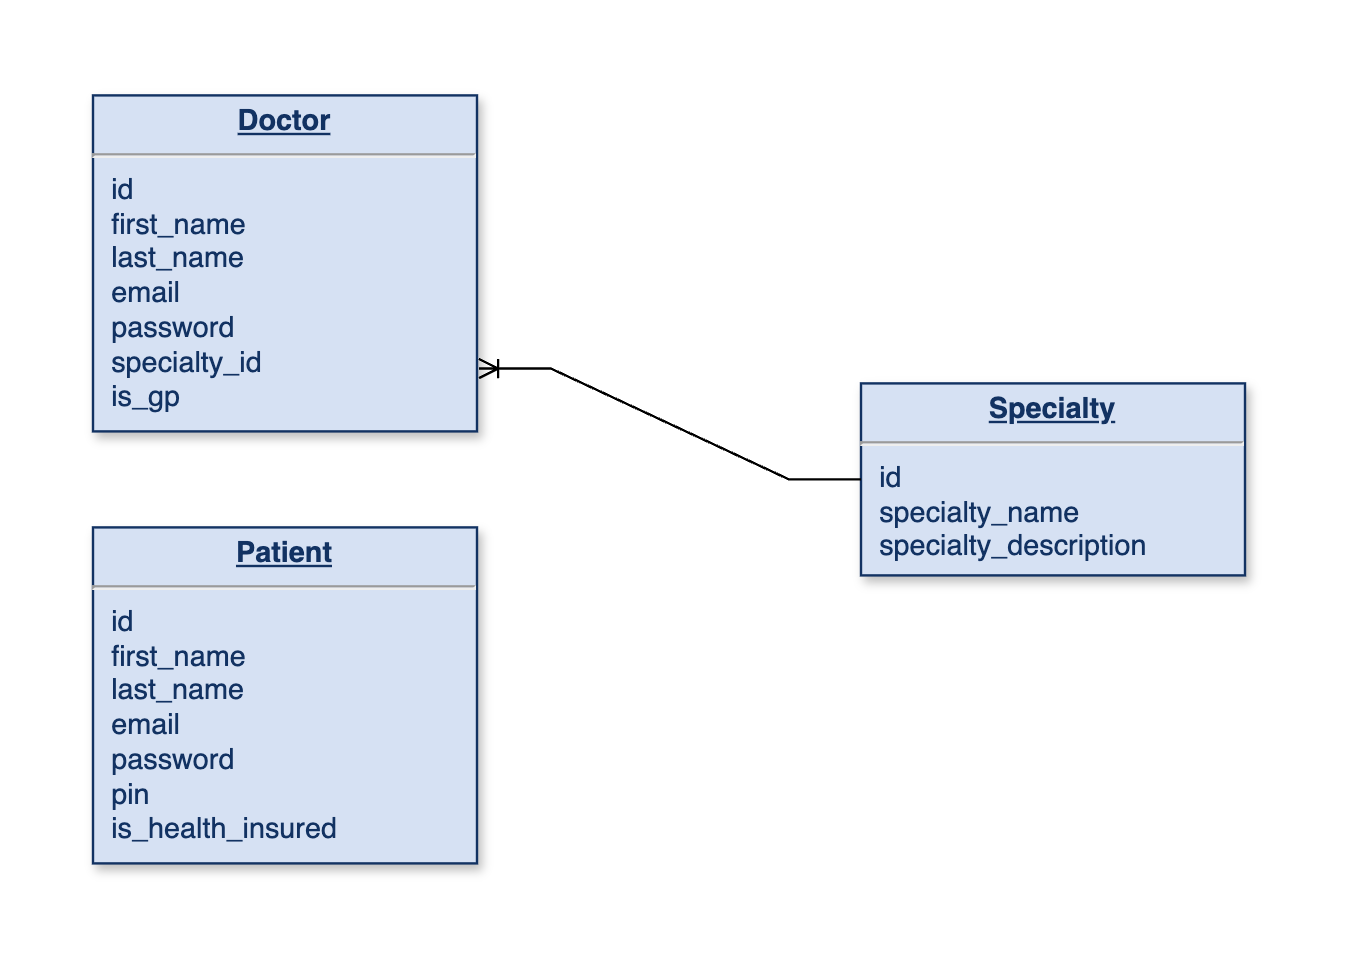 Doctor
id
first_name
last_name
email
password
specialty_id
is_gp
Specialty
id
specialty_name
specialty_description
Patient
id
first_name
last_name
email
password
pin
is_health_insured